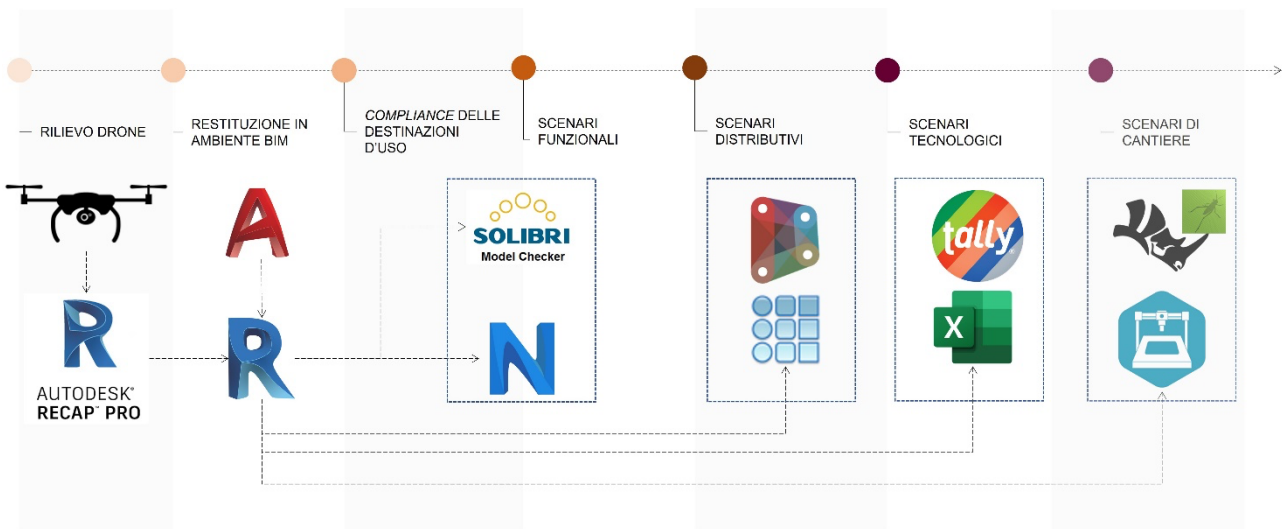 RILIEVO DRONE
RESTITUZIONE IN
AMBIENTE BIM
COMPLIANCE DELLE
DESTINAZIONI
D'USO
SCENARI
FUNZIONALI
SCENARI
DISTRIBUTIVI
SCENARI
TECNOLOGICI
SCENARI DI
CANTIERE
SOLIBRI
Model Checker
tally
X
AUTODESK®
RECAP™ PRO